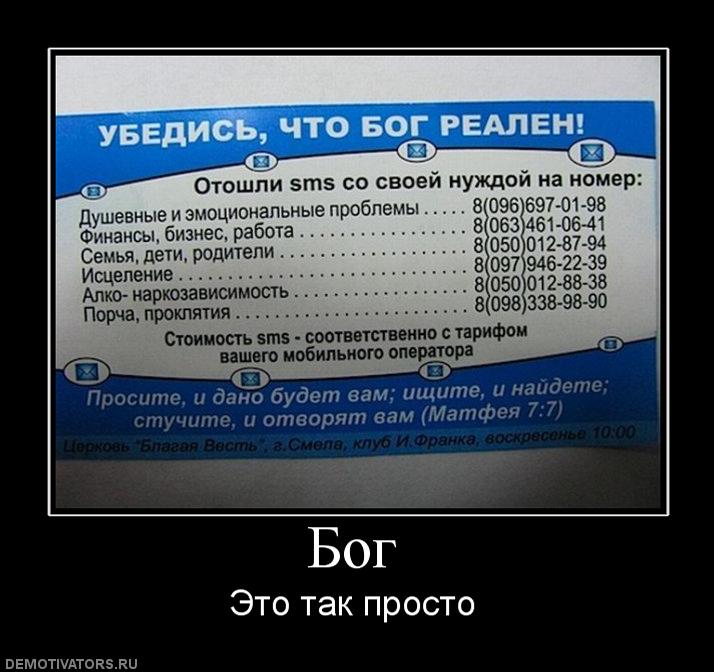 УБЕДИСЬ, ЧТО БОГ РЕАЛЕН!
Отошли sms со своей нуждой на номер:
Душевные и эмоциональные проблемы ..... 8(096)697-01-98
Финансы, бизнес, работа .................. 8(063)461-06-41
Семья, дети, родители .................... 8(050)012-87-94
Исцеление ............................... 8(097)946-22-39
Алко- наркозависимость .................. 8(050)012-88-38
Порча, проклятия ........................ 8(098)338-98-90
Стоимость sms - соответственно с тарифом
вашего мобильного оператора
Просите, и дано будет вам; ищите, и найдете;
стучите, и отворят вам (Матфея 7:7)
Церковь "Благая Весть", г.Смела, клуб И.Франка, воскресенье 10:00
Бог
Это так просто
DEMOTIVATORS.RU